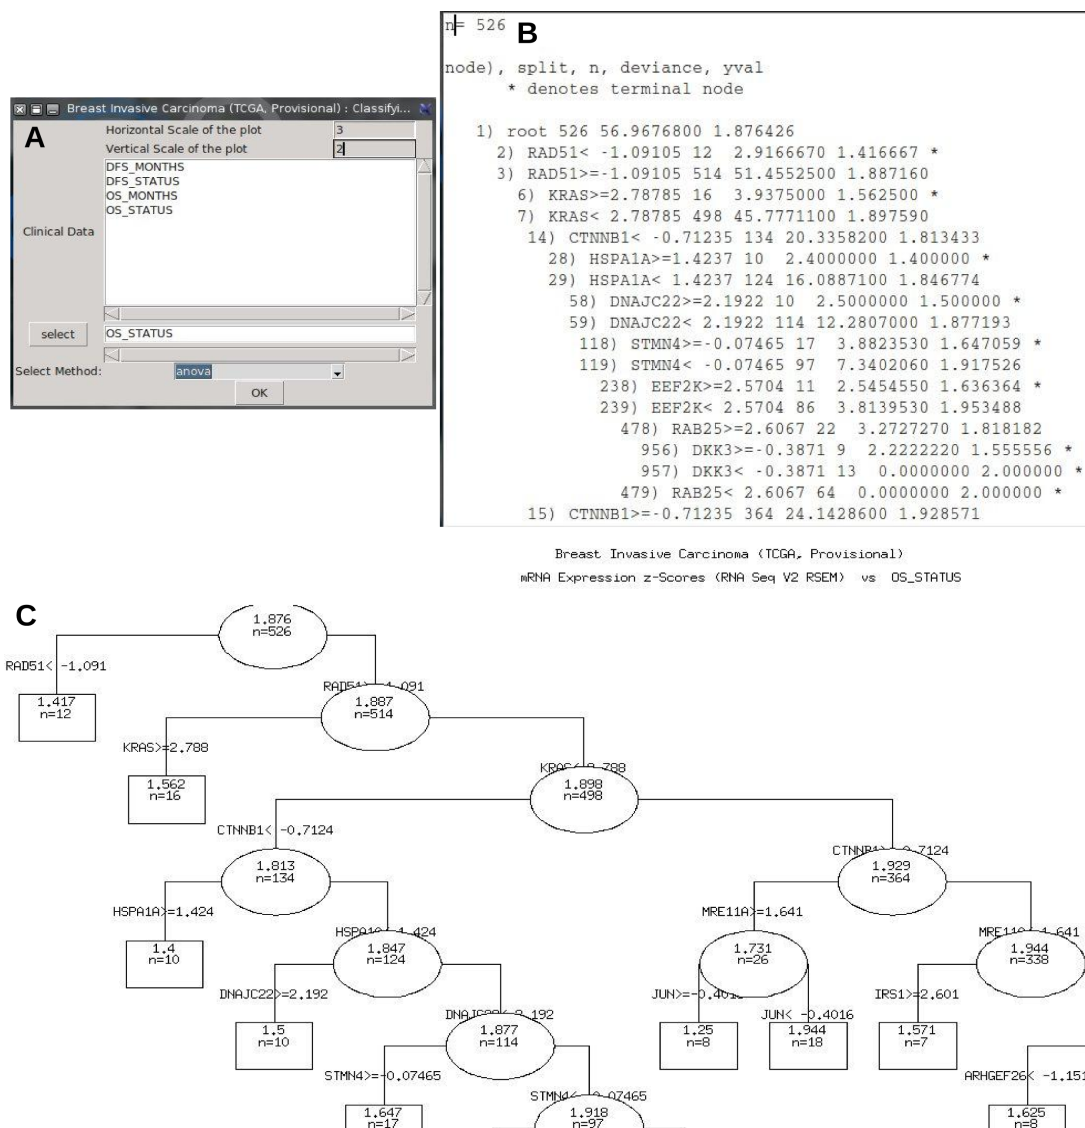 A
Breast Invasive Carcinoma (TCGA, Provisional) : Classifyi...
Horizontal Scale of the plot 3
Vertical Scale of the plot 2
DFS_MONTHS
DFS_STATUS
OS_MONTHS
OS_STATUS
Clinical Data
select OS_STATUS
Select Method: anova
OK
B
n= 526
node), split, n, deviance, yval
* denotes terminal node
1) root 526 56.9676800 1.876426
2) RAD51< -1.09105 12 2.9166670 1.416667 *
3) RAD51>=-1.09105 514 51.4552500 1.887160
6) KRAS>=2.78785 16 3.9375000 1.562500 *
7) KRAS< 2.78785 498 45.7771100 1.897590
14) CTNNB1< -0.71235 134 20.3358200 1.813433
28) HSPA1A>=1.4237 10 2.4000000 1.400000 *
29) HSPA1A< 1.4237 124 16.0887100 1.846774
58) DNAJC22>=2.1922 10 2.5000000 1.500000 *
59) DNAJC22< 2.1922 114 12.2807000 1.877193
118) STMN4>=-0.07465 17 3.8823530 1.647059 *
119) STMN4< -0.07465 97 7.3402060 1.917526
238) EEF2K>=2.5704 11 2.5454550 1.636364 *
239) EEF2K< 2.5704 86 3.8139530 1.953488
478) RAB25>=2.6067 22 3.2727270 1.818182
956) DKK3>=-0.3871 9 2.2222220 1.555556 *
957) DKK3< -0.3871 13 0.0000000 2.000000 *
479) RAB25< 2.6067 64 0.0000000 2.000000 *
15) CTNNB1>=-0.71235 364 24.1428600 1.928571
Breast Invasive Carcinoma (TCGA, Provisional)
mRNA Expression z-Scores (RNA Seq V2 RSEM) vs OS_STATUS
C
1.876
n=526
RAD51< -1.091
1.417
n=12
1.887
n=514
KRAS>=2.788
1.562
n=16
1.898
n=498
CTNNB1< -0.7124
1.813
n=134
1.929
n=364
HSPA1A>=1.424
MRE11A>=1.641
1.4
n=10
1.847
n=124
1.731
n=26
1.944
n=338
DNAJC22>=2.192
IRS1>=2.601
JUN< -0.4016
1.5
n=10
1.877
n=114
1.25
n=8
1.944
n=18
1.571
n=7
STMN4>=-0.07465
ARHGEF26< -1.151
1.647
n=17
1.918
n=97
1.625
n=8